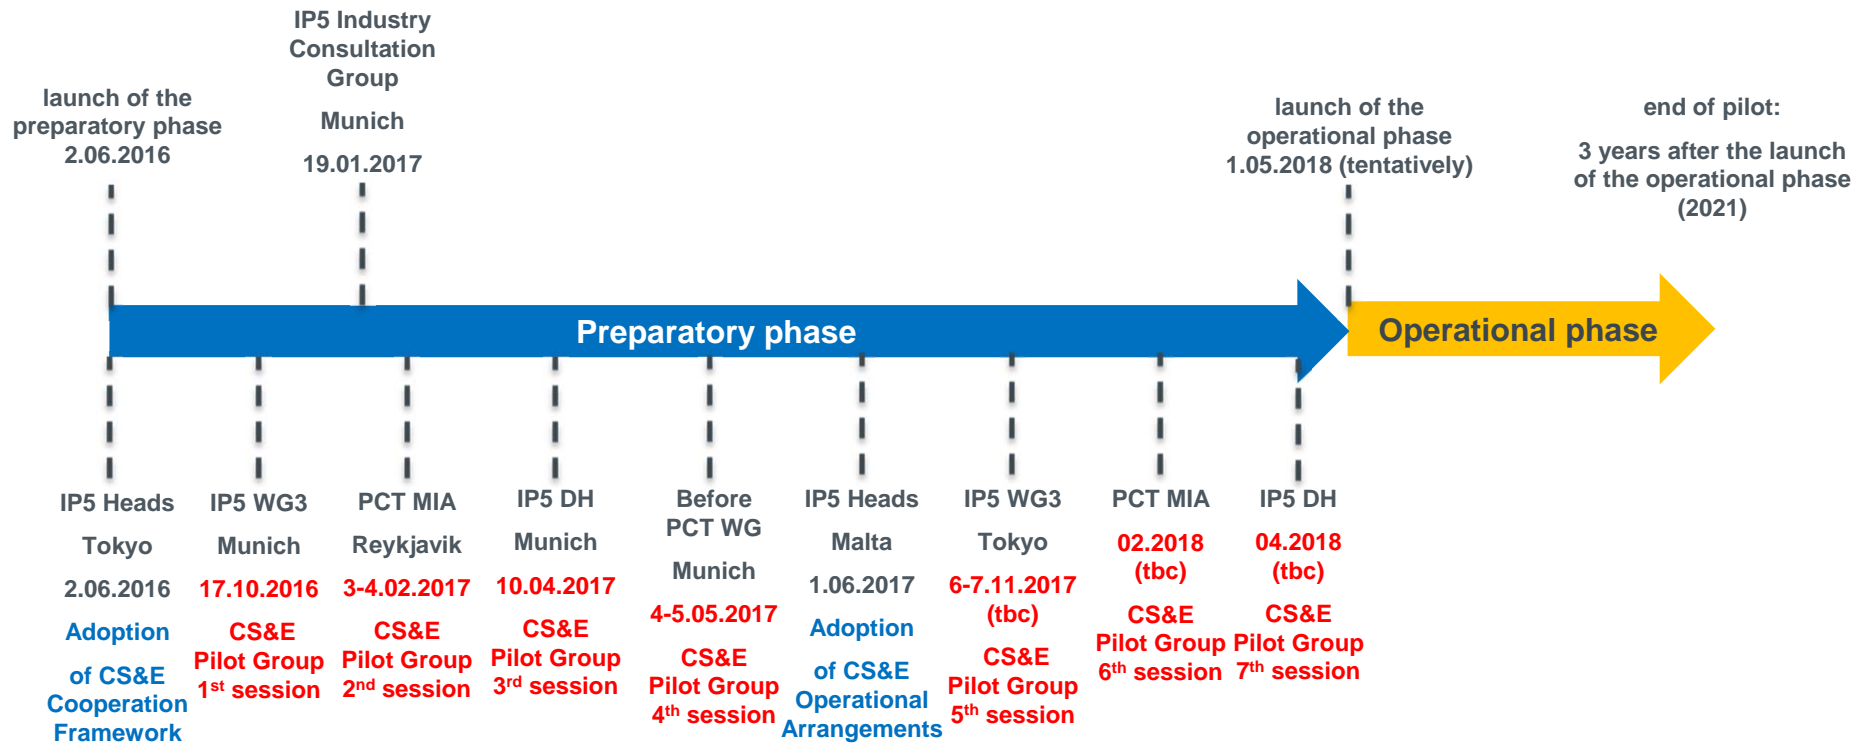 launch of the
preparatory phase
2.06.2016
IP5 Industry
Consultation
Group
Munich
19.01.2017
launch of the
operational phase
1.05.2018 (tentatively)
end of pilot:
3 years after the launch
of the operational phase
(2021)
Preparatory phase
Operational phase
IP5 Heads
Tokyo
2.06.2016
Adoption
of CS&E
Cooperation
Framework
IP5 WG3
Munich
17.10.2016
CS&E
Pilot Group
1st session
PCT MIA
Reykjavik
3-4.02.2017
CS&E
Pilot Group
2nd session
IP5 DH
Munich
10.04.2017
CS&E
Pilot Group
3rd session
Before
PCT WG
Munich
4-5.05.2017
CS&E
Pilot Group
4th session
IP5 Heads
Malta
1.06.2017
Adoption
of CS&E
Operational
Arrangements
IP5 WG3
Tokyo
6-7.11.2017
(tbc)
CS&E
Pilot Group
5th session
PCT MIA
02.2018
(tbc)
CS&E
Pilot Group
6th session
IP5 DH
04.2018
(tbc)
CS&E
Pilot Group
7th session